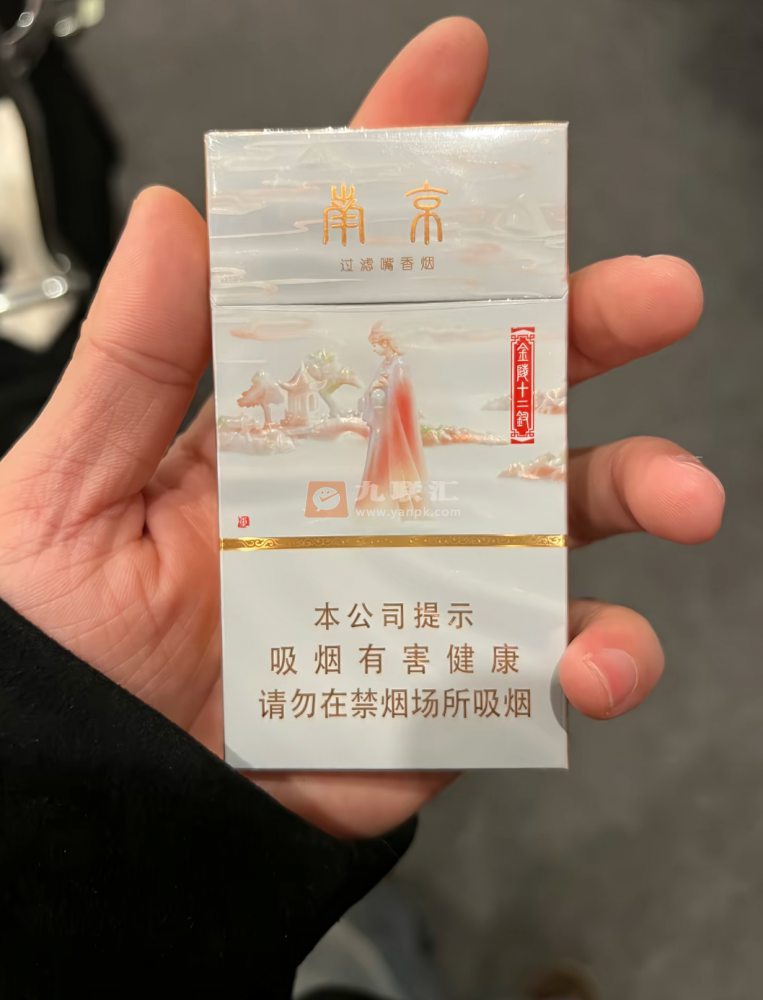 南京
过滤嘴香烟
金陵十二钗
九联汇
www.yanpk.com
本公司提示
吸烟有害健康
请勿在禁烟场所吸烟